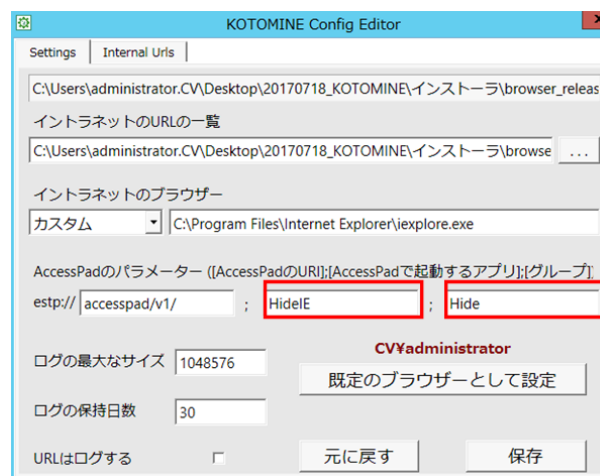 KOTOMINE Config Editor
Settings
Internal Urls
C:\Users\administrator.CV\Desktop\20170718_KOTOMINE\インストーラ\browser_releas
イントラネットのURLの一覧
C:\Users\administrator.CV\Desktop\20170718_KOTOMINE\インストーラ\browse ...
イントラネットのブラウザー
カスタム C:\Program Files\Internet Explorer\iexplore.exe
AccessPadのパラメーター ([AccessPadのURI];[AccessPadで起動するアプリ];[グループ])
estp:// accesspad/v1/ ; HideIE ; Hide
CV¥administrator
ログの最大なサイズ 1048576
既定のブラウザーとして設定
ログの保持日数 30
URLはログする
元に戻す
保存